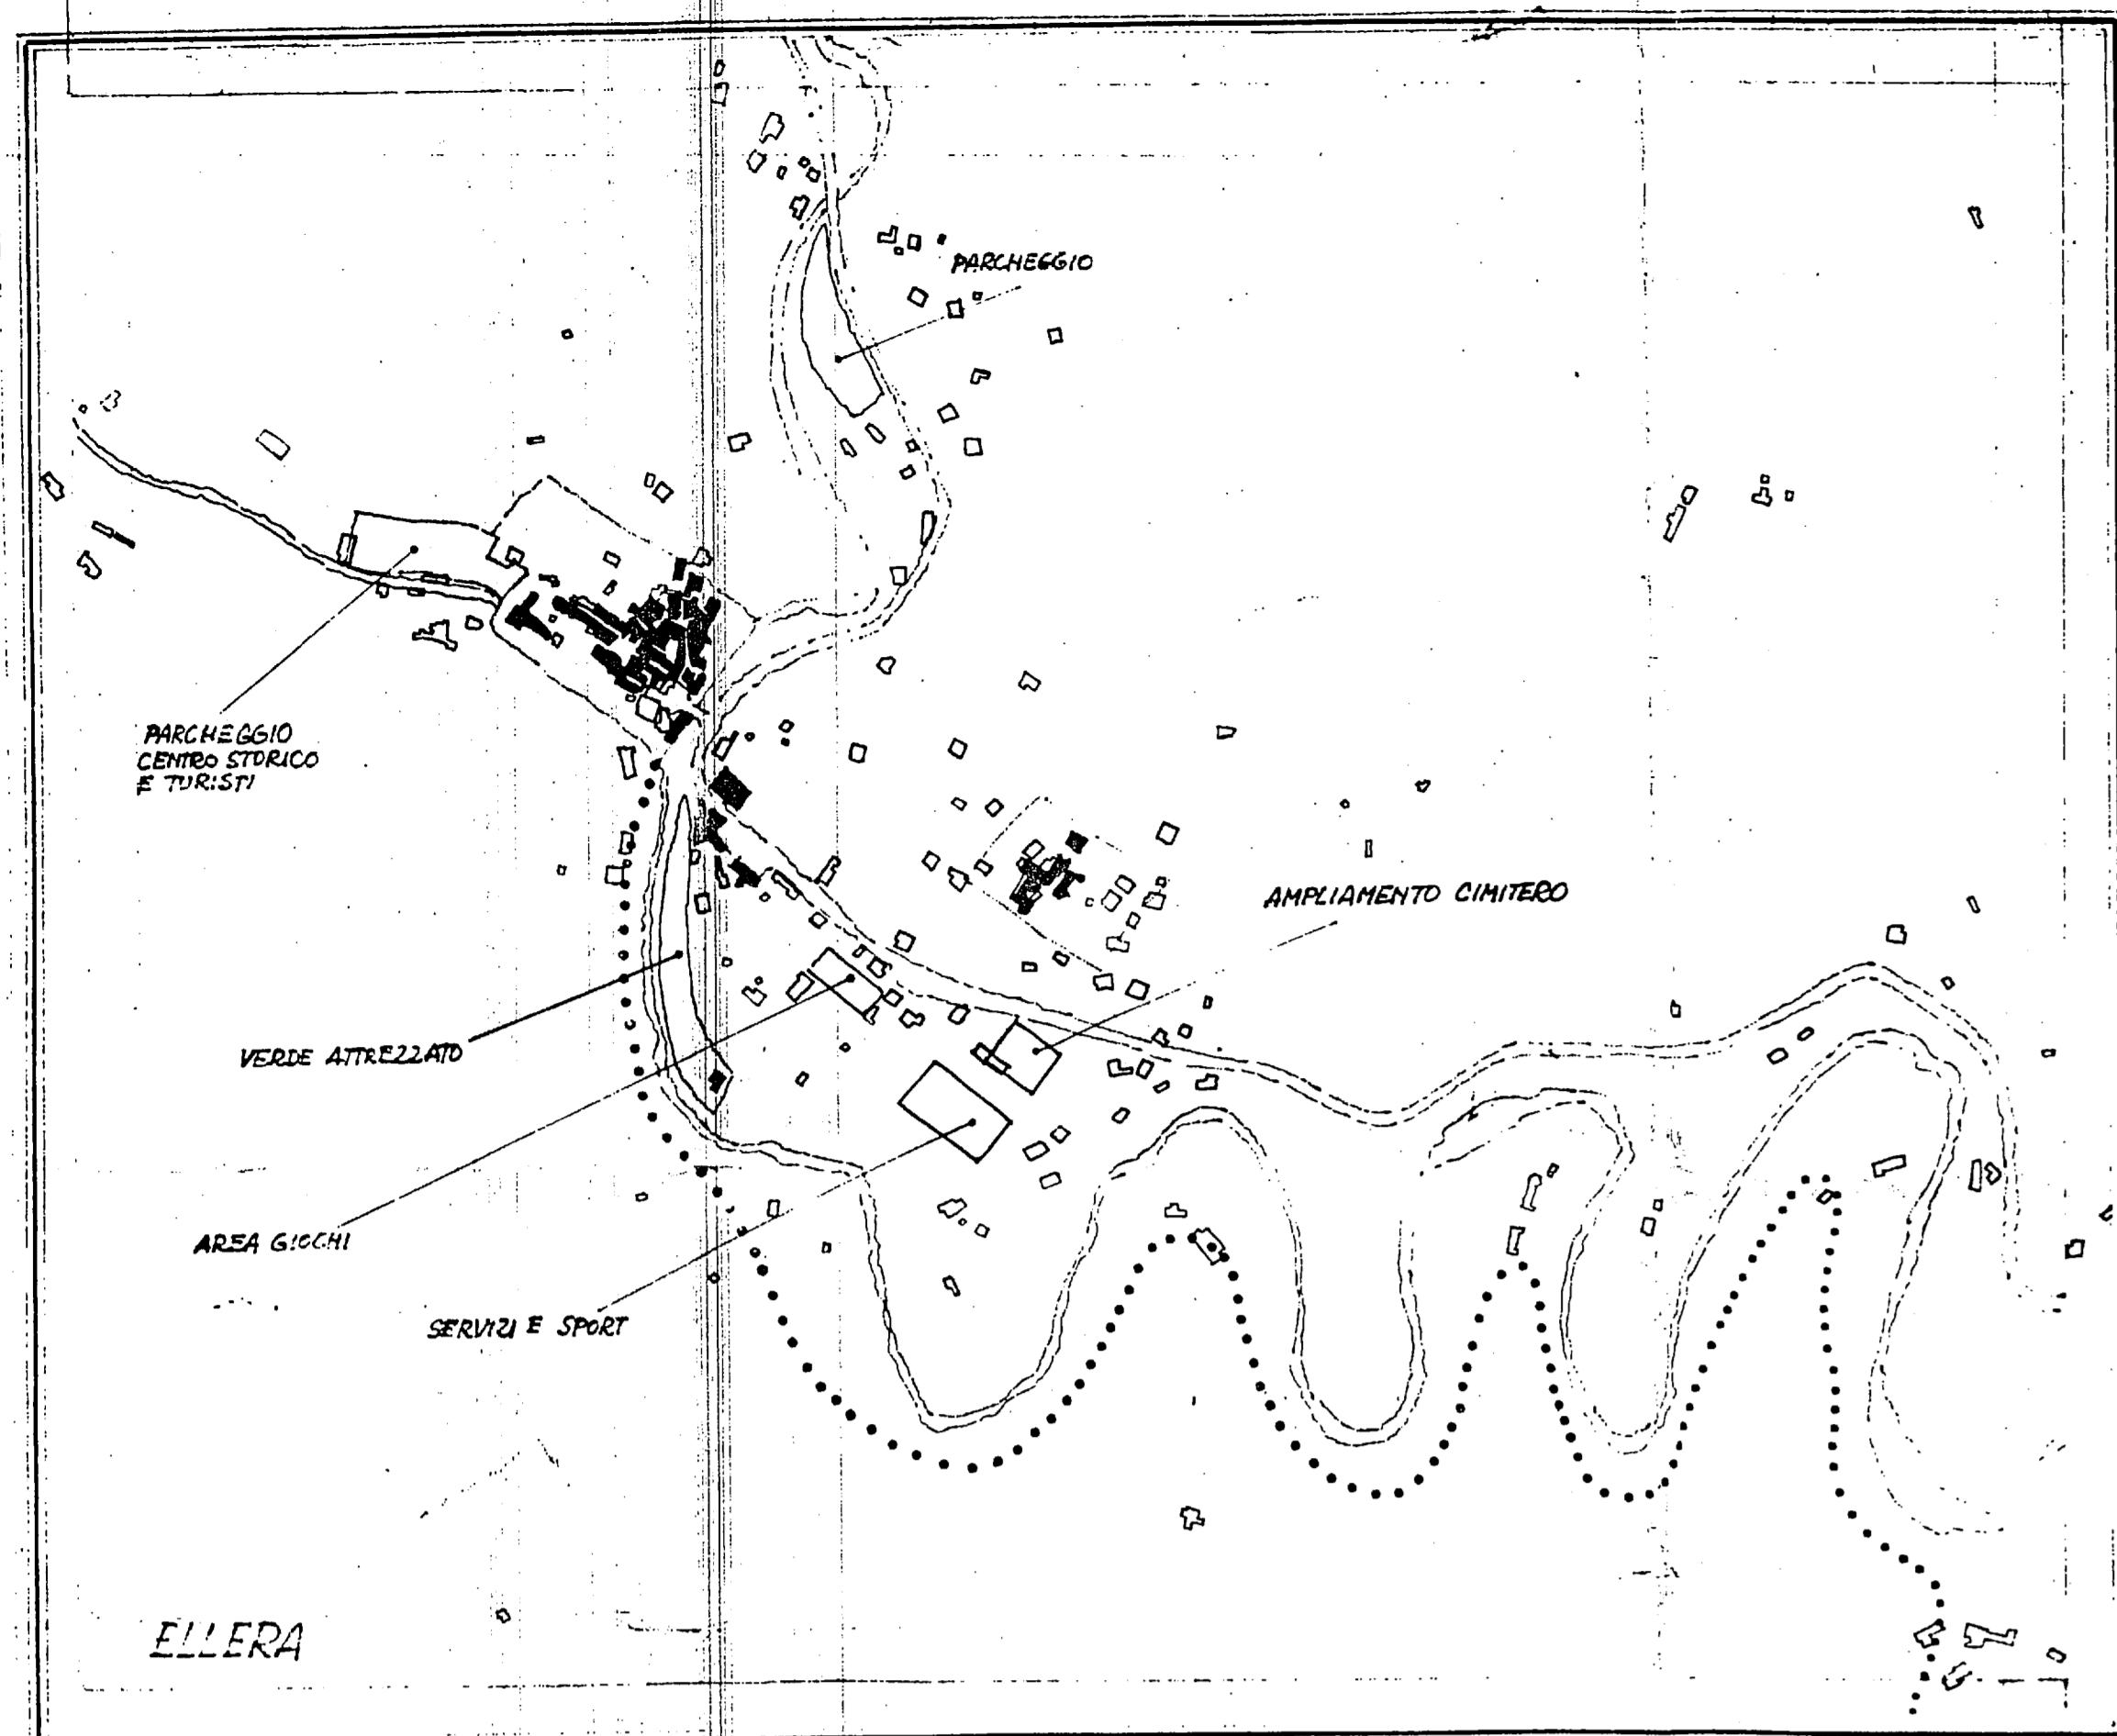 PARCHEGGIO
PARCHEGGIO
CENTRO STORICO
E TURISTI
AMPLIAMENTO CIMITERO
VERDE ATTREZZATO
AREA GIOCHI
SERVIZI E SPORT
ELLERA